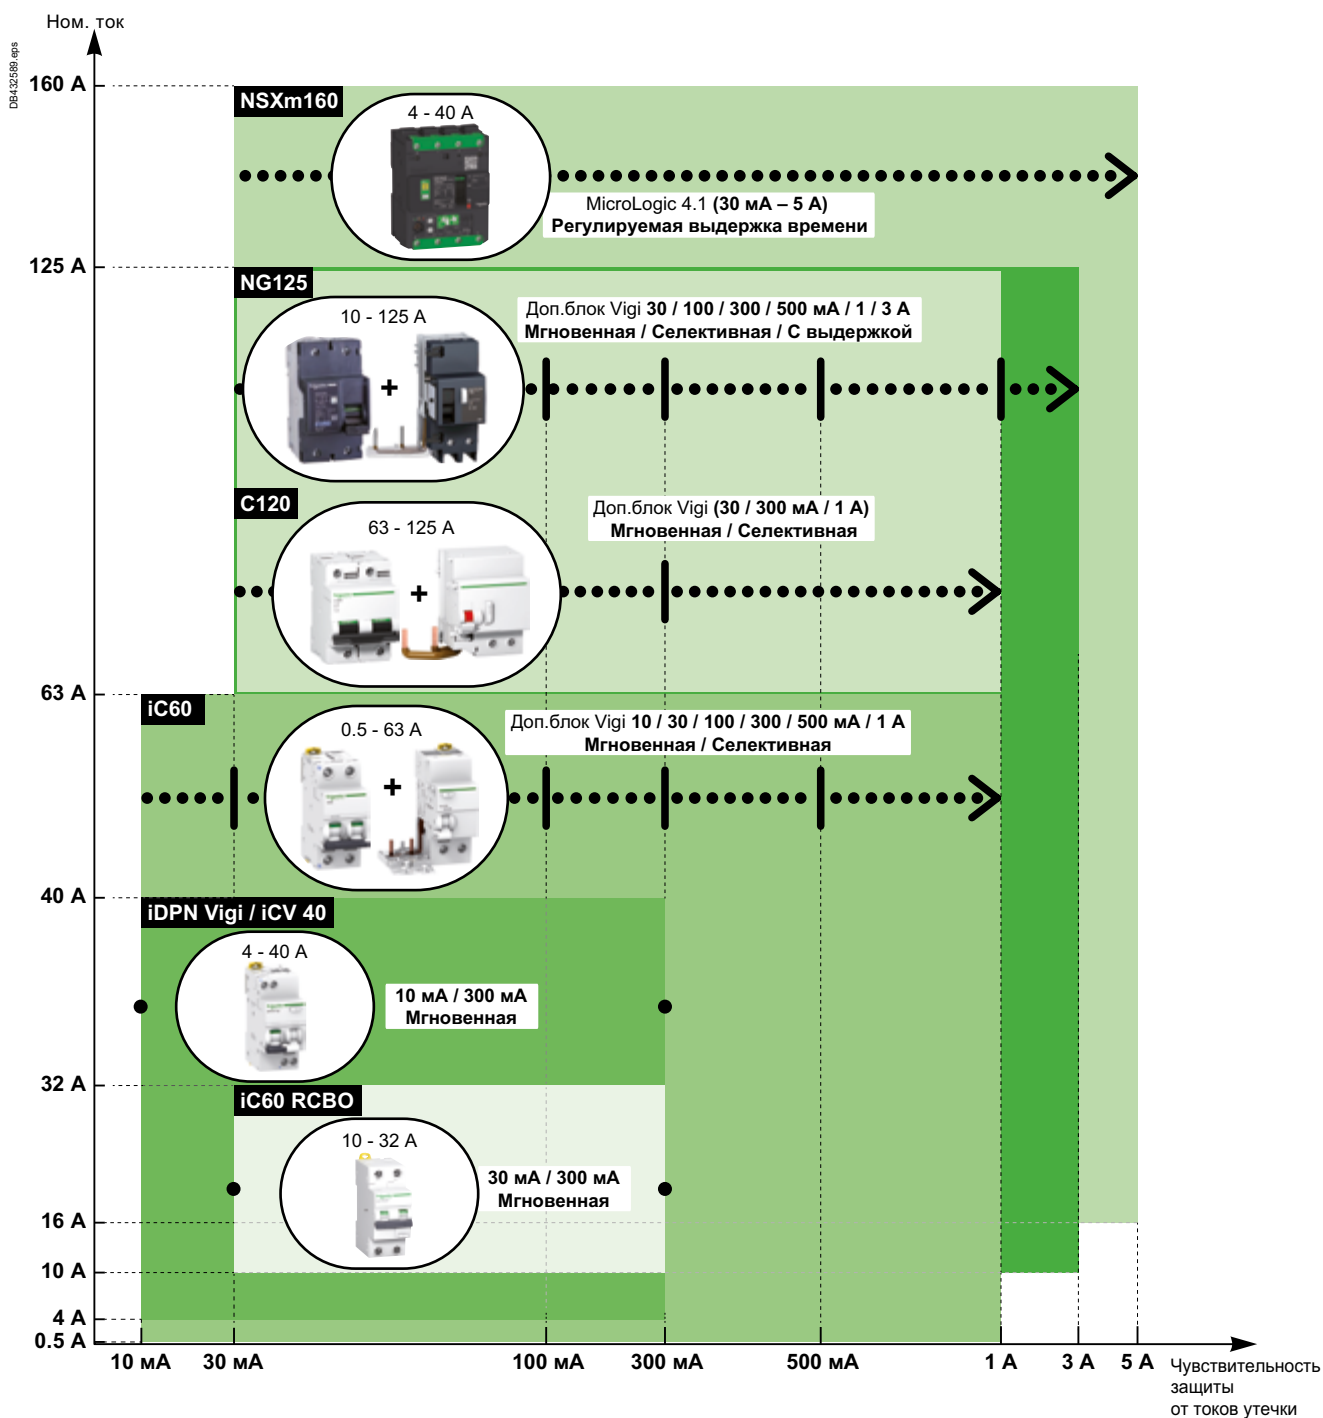 Ном. ток
DB432589.eps
160 А
NSXm160
4 - 40 А
MicroLogic 4.1 (30 мА – 5 А)
Регулируемая выдержка времени
125 А
NG125
10 - 125 А
Доп.блок Vigi 30 / 100 / 300 / 500 мА / 1 / 3 А
Мгновенная / Селективная / С выдержкой
C120
63 - 125 А
Доп.блок Vigi (30 / 300 мА / 1 А)
Мгновенная / Селективная
63 А
iC60
0.5 - 63 А
Доп.блок Vigi 10 / 30 / 100 / 300 / 500 мА / 1 А
Мгновенная / Селективная
40 А
iDPN Vigi / iCV 40
4 - 40 А
10 мА / 300 мА
Мгновенная
32 А
iC60 RCBO
10 - 32 А
30 мА / 300 мА
Мгновенная
16 А
10 А
4 А
0.5 А
10 мА 30 мА 100 мА 300 мА 500 мА 1 А 3 А 5 А
Чувствительность
защиты
от токов утечки